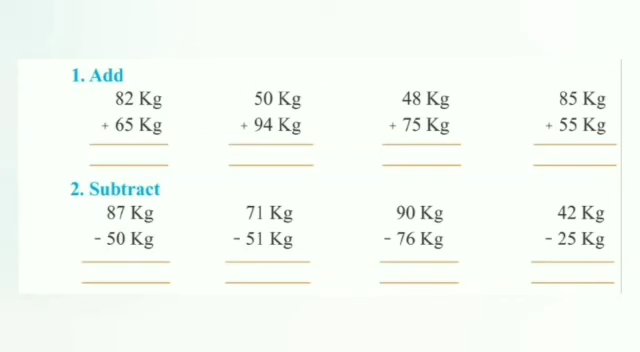 1. Add
82 Kg 50 Kg 48 Kg 85 Kg
+ 65 Kg + 94 Kg + 75 Kg + 55 Kg
2. Subtract
87 Kg 71 Kg 90 Kg 42 Kg
- 50 Kg - 51 Kg - 76 Kg - 25 Kg